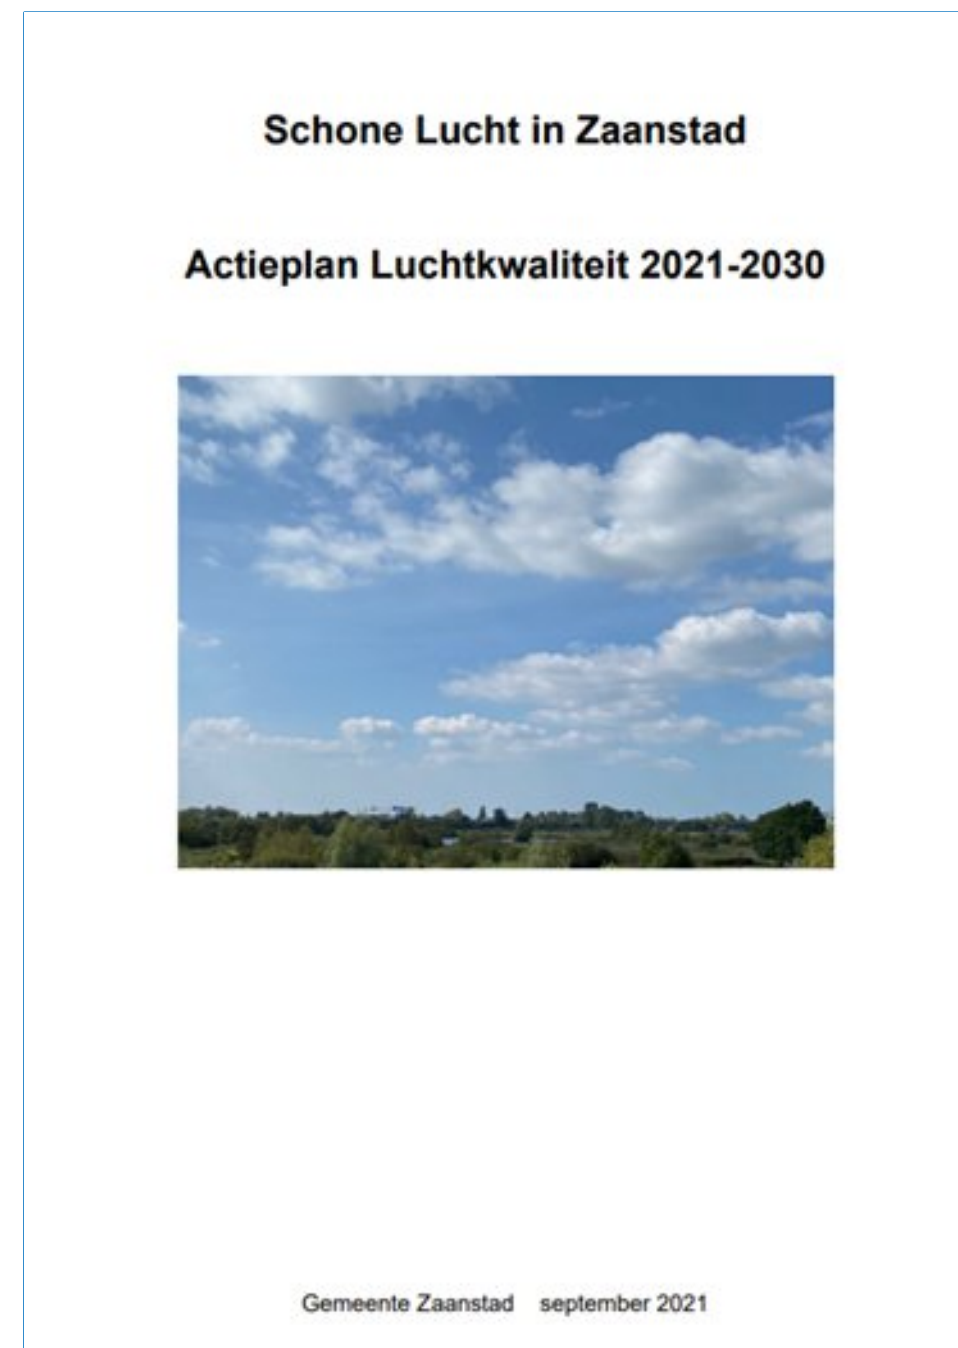 Schone Lucht in Zaanstad
Actieplan Luchtkwaliteit 2021-2030
Gemeente Zaanstad september 2021